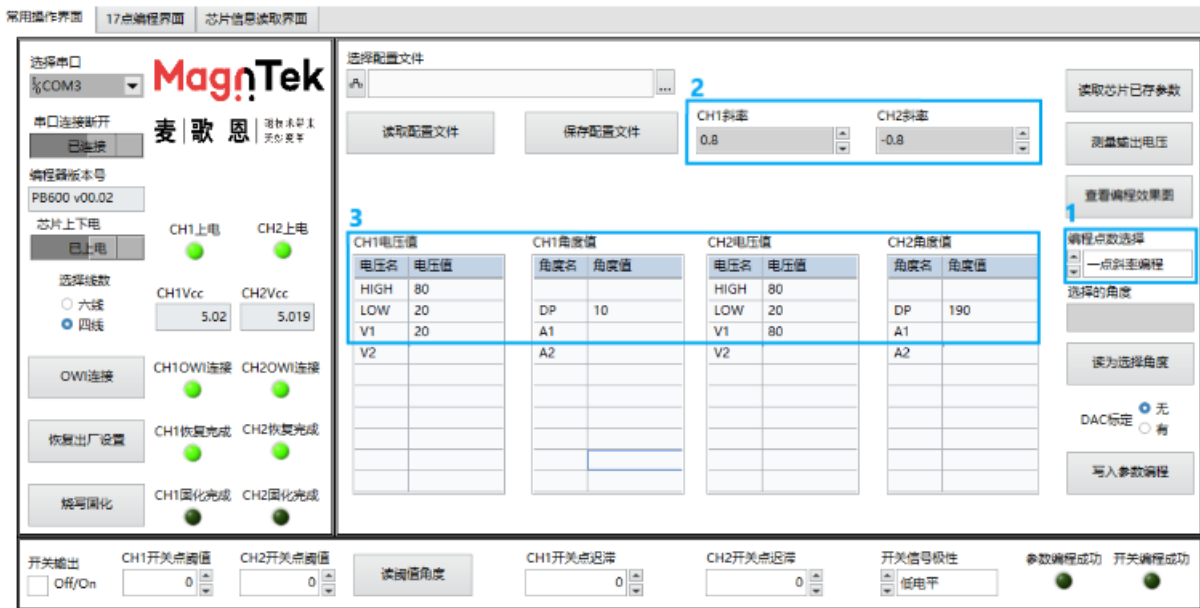 常用操作界面 17点编程界面 芯片信息读取界面
选择串口
COM3
串口连接断开
已连接
编程器版本号
PB600 v00.02
芯片上下电
已上电
选择线数
六线
四线
MagnTek
麦歌恩
CH1上电 CH2上电
CH1Vcc CH2Vcc
5.02 5.019
OWI连接 CH1OWI连接 CH2OWI连接
恢复出厂设置 CH1恢复完成 CH2恢复完成
烧写固化 CH1固化完成 CH2固化完成
选择配置文件
...
读取配置文件 保存配置文件
2
CH1斜率 CH2斜率
0.8 -0.8
3
CH1电压值 CH1角度值 CH2电压值 CH2角度值
电压名 电压值 角度名 角度值 电压名 电压值 角度名 角度值
HIGH 80 HIGH 80
LOW 20 DP 10 LOW 20 DP 190
V1 20 A1 V1 80 A1
V2 A2 V2 A2
读取芯片已存参数
测量输出电压
查看编程效果图
1
编程点数选择
一点斜率编程
选择的角度
读为选择角度
DAC标定 无
有
写入参数编程
开关输出 CH1开关点阈值 CH2开关点阈值 CH1开关点迟滞 CH2开关点迟滞 开关信号极性 参数编程成功 开关编程成功
Off/On 0 0 读阈值角度 0 0 低电平